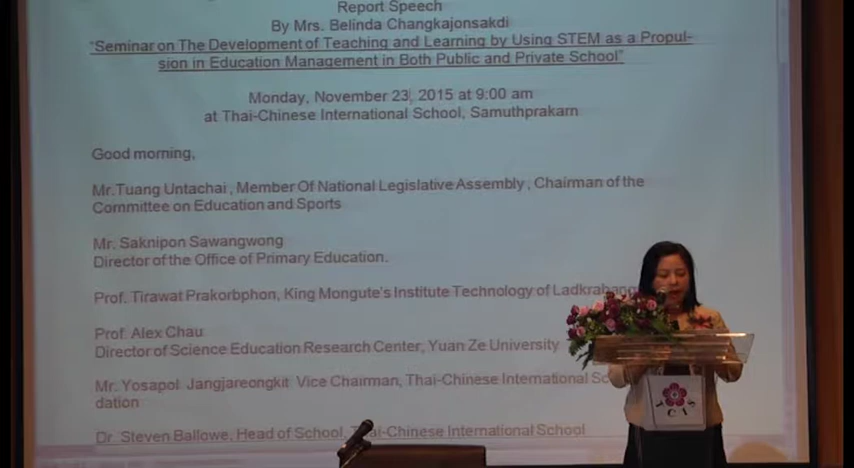 Report Speech
By Mrs. Belinda Changkajonsakdi
"Seminar on The Development of Teaching and Learning by Using STEM as a Propul-
sion in Education Management in Both Public and Private School"
Monday, November 23, 2015 at 9:00 am
at Thai-Chinese International School, Samuthprakarn
Good morning,
Mr.Tuang Untachai , Member Of National Legislative Assembly , Chairman of the
Committee on Education and Sports
Mr. Saknipon Sawangwong
Director of the Office of Primary Education.
Prof. Tirawat Prakorbphon, King Mongute's Institute Technology of Ladkrabang
Prof. Alex Chau
Director of Science Education Research Center, Yuan Ze University
Mr. Yosapol Jangjareongkit Vice Chairman, Thai-Chinese International
dation
Dr. Steven Ballowe, Head of School, Thai-Chinese International School
TCIS